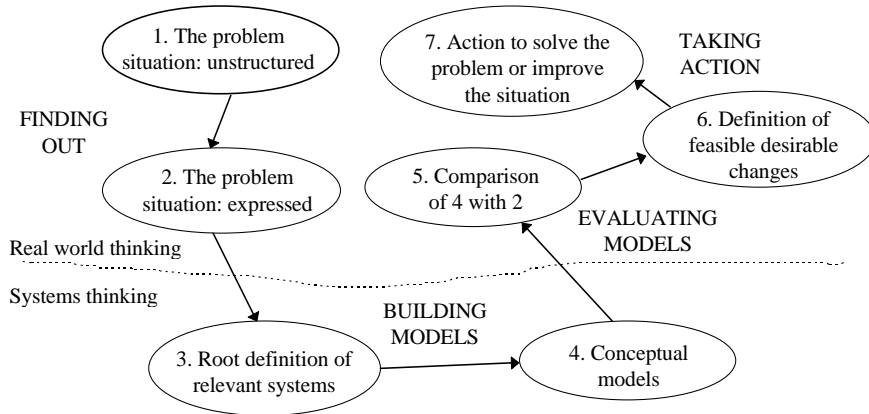 1. The problem
situation: unstructured
7. Action to solve the
problem or improve
the situation
TAKING
ACTION
FINDING
OUT
6. Definition of
feasible desirable
changes
2. The problem
situation: expressed
5. Comparison
of 4 with 2
EVALUATING
MODELS
Real world thinking
Systems thinking
BUILDING
MODELS
3. Root definition of
relevant systems
4. Conceptual
models